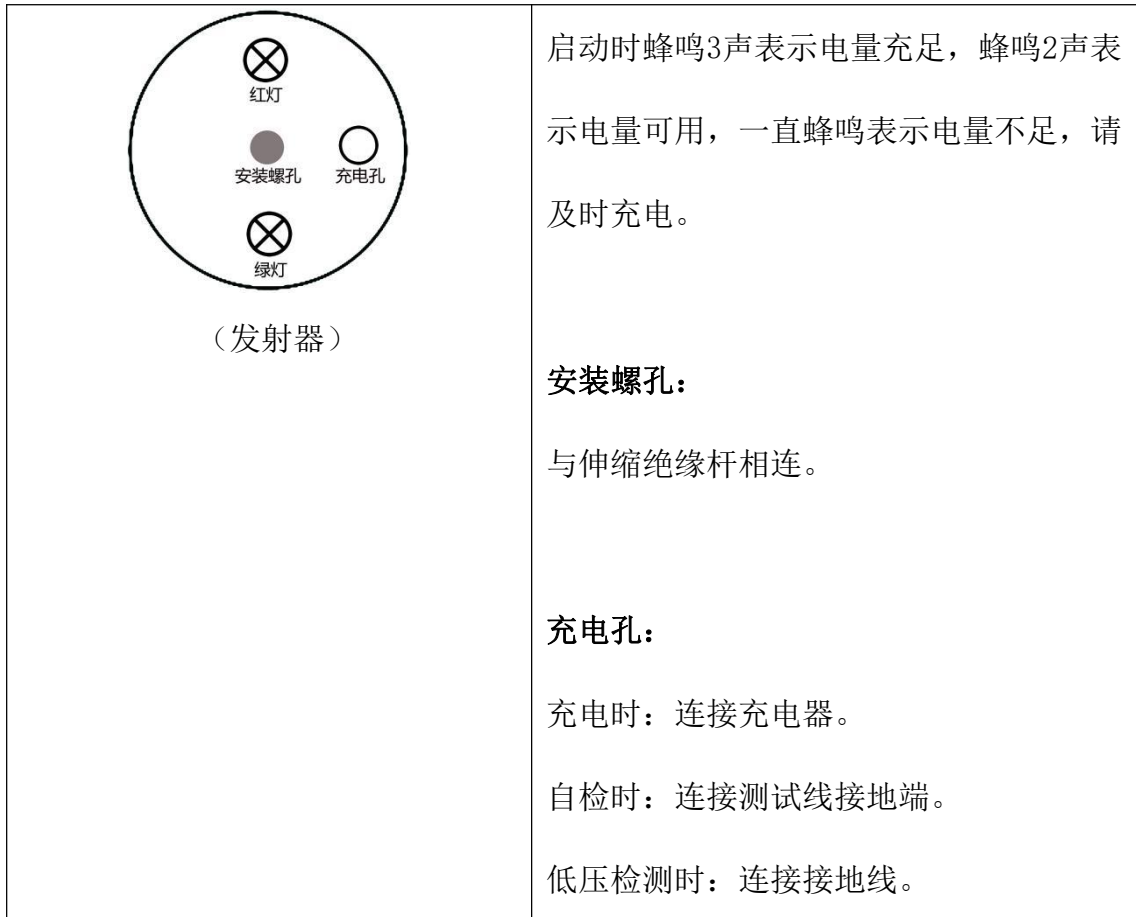 红灯
安装螺孔
充电孔
绿灯
（发射器）
启动时蜂鸣3声表示电量充足，蜂鸣2声表
示电量可用，一直蜂鸣表示电量不足，请
及时充电。
安装螺孔：
与伸缩绝缘杆相连。
充电孔：
充电时：连接充电器。
自检时：连接测试线接地端。
低压检测时：连接接地线。